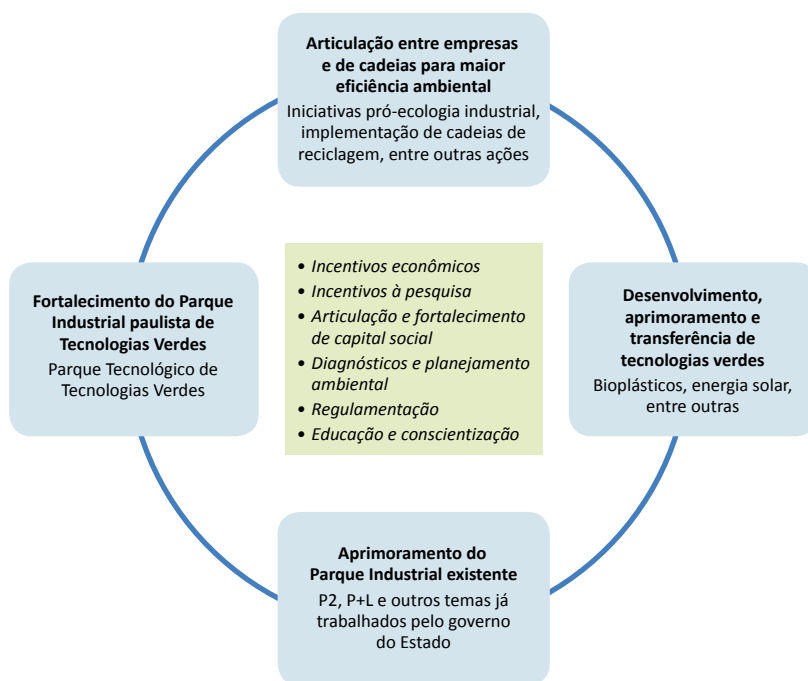 Articulação entre empresas
e de cadeias para maior
eficiência ambiental
Iniciativas pró-ecologia industrial,
implementação de cadeias de
reciclagem, entre outras ações
Fortalecimento do Parque
Industrial paulista de
Tecnologias Verdes
Parque Tecnológico de
Tecnologias Verdes
• Incentivos econômicos
• Incentivos à pesquisa
• Articulação e fortalecimento
de capital social
• Diagnósticos e planejamento
ambiental
• Regulamentação
• Educação e conscientização
Desenvolvimento,
aprimoramento e
transferência de
tecnologias verdes
Bioplásticos, energia solar,
entre outras
Aprimoramento do
Parque Industrial existente
P2, P+L e outros temas já
trabalhados pelo governo
do Estado